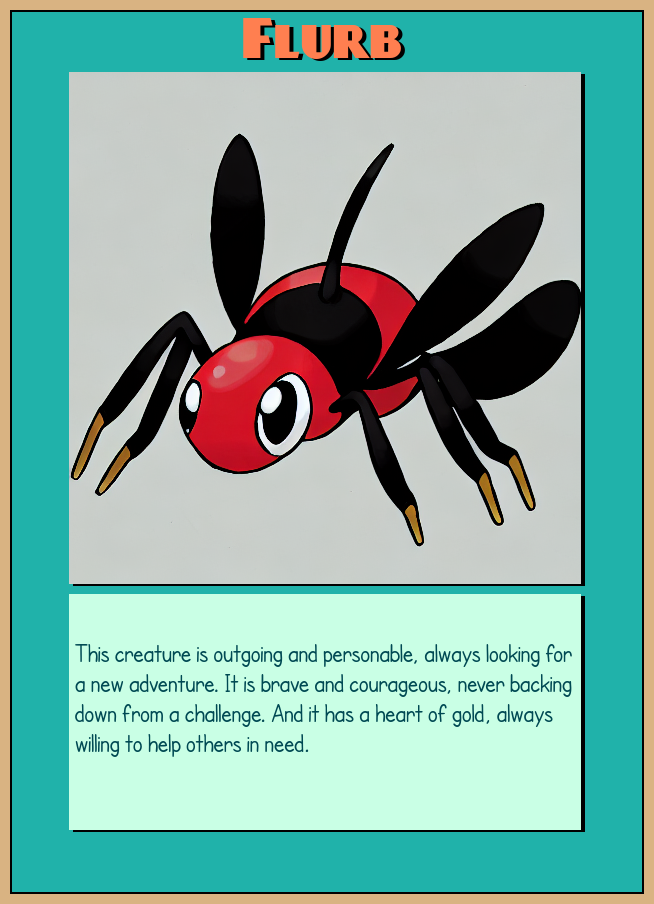 Flurb
This creature is outgoing and personable, always looking for
a new adventure. It is brave and courageous, never backing
down from a challenge. And it has a heart of gold, always
willing to help others in need.